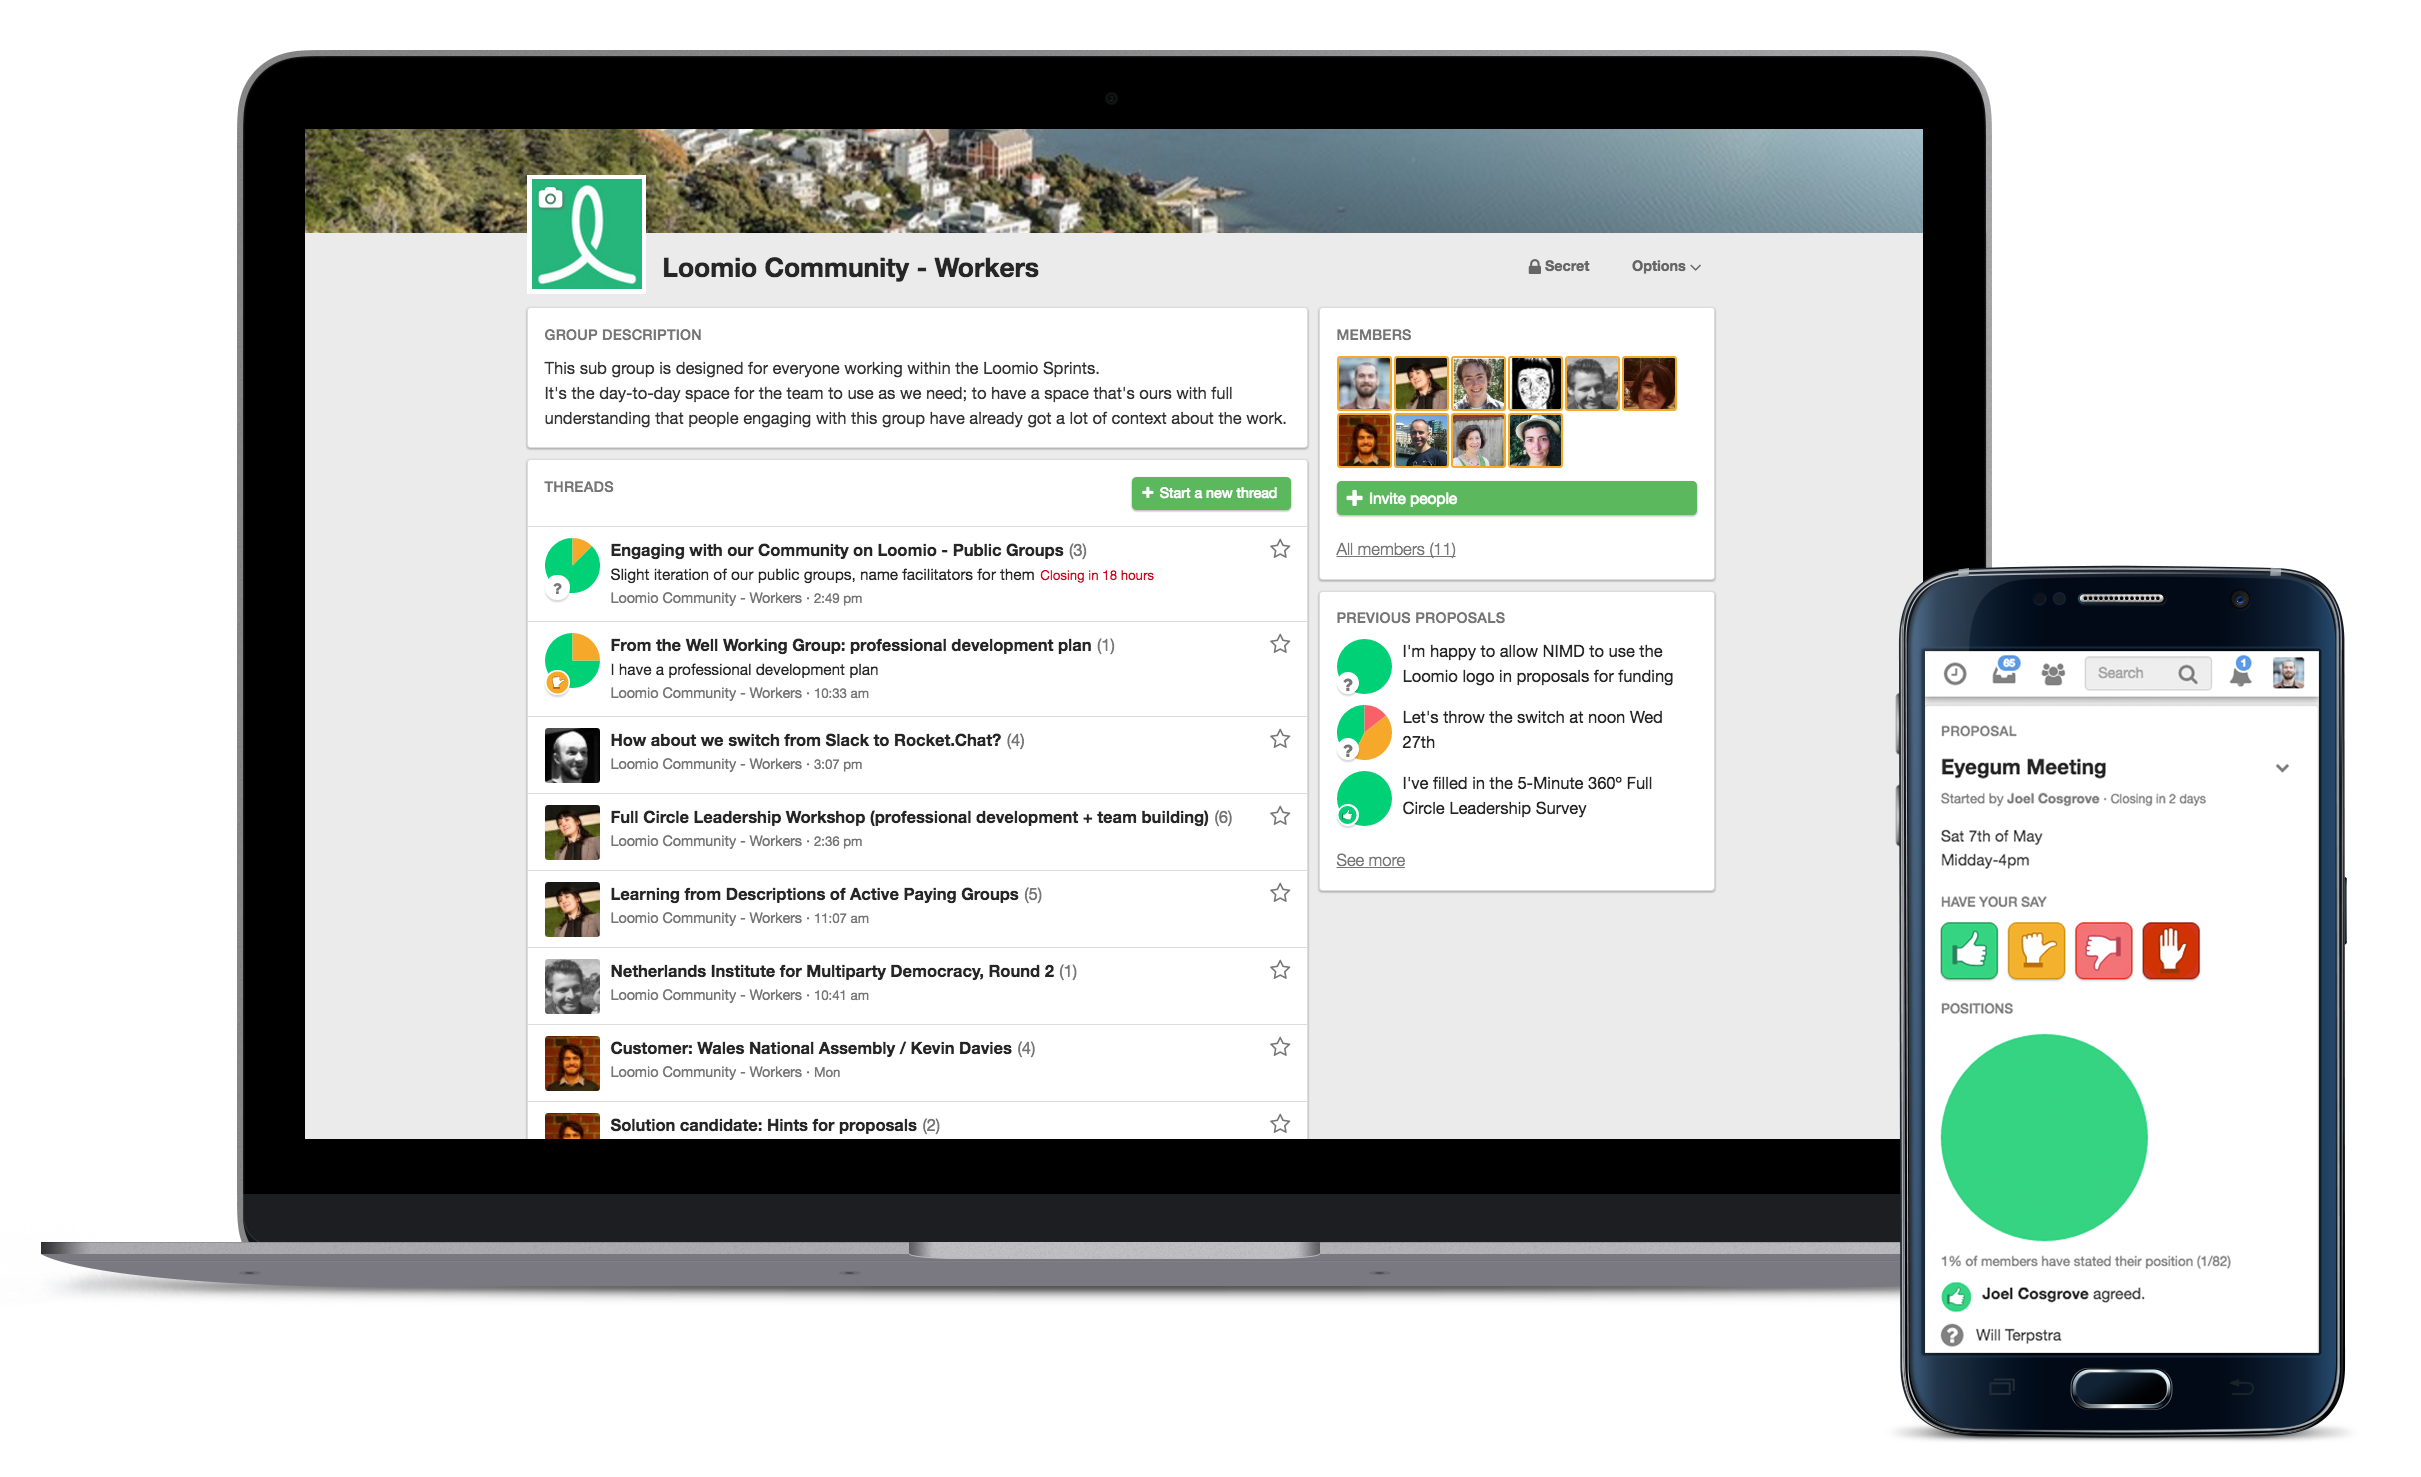 Loomio Community - Workers
Secret
Options
GROUP DESCRIPTION
This sub group is designed for everyone working within the Loomio Sprints.
It's the day-to-day space for the team to use as we need; to have a space that's ours with full
understanding that people engaging with this group have already got a lot of context about the work.
THREADS
+ Start a new thread
Engaging with our Community on Loomio - Public Groups (3)
Slight iteration of our public groups, name facilitators for them Closing in 18 hours
Loomio Community - Workers · 2:49 pm
?
From the Well Working Group: professional development plan (1)
I have a professional development plan
Loomio Community - Workers · 10:33 am
How about we switch from Slack to Rocket.Chat? (4)
Loomio Community - Workers · 3:07 pm
Full Circle Leadership Workshop (professional development + team building) (6)
Loomio Community - Workers · 2:36 pm
Learning from Descriptions of Active Paying Groups (5)
Loomio Community - Workers · 11:07 am
Netherlands Institute for Multiparty Democracy, Round 2 (1)
Loomio Community - Workers · 10:41 am
Customer: Wales National Assembly / Kevin Davies (4)
Loomio Community - Workers · Mon
Solution candidate: Hints for proposals (2)
MEMBERS
+ Invite people
All members (11)
PREVIOUS PROPOSALS
I'm happy to allow NIMD to use the
Loomio logo in proposals for funding
?
Let's throw the switch at noon Wed
27th
?
I've filled in the 5-Minute 360º Full
Circle Leadership Survey
See more
65
Search
1
PROPOSAL
Eyegum Meeting
Started by Joel Cosgrove · Closing in 2 days
Sat 7th of May
Midday-4pm
HAVE YOUR SAY
POSITIONS
1% of members have stated their position (1/82)
Joel Cosgrove agreed.
? Will Terpstra